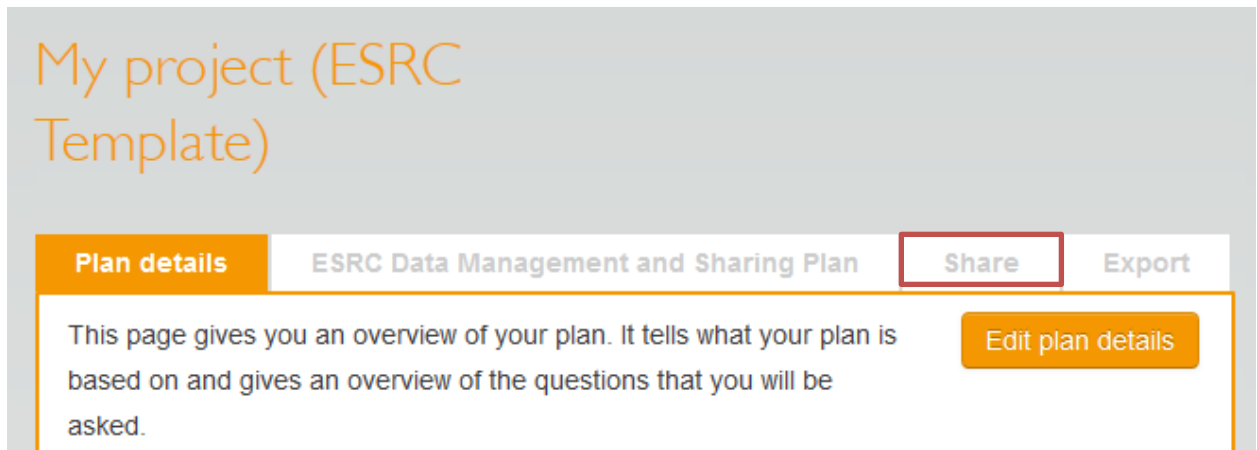 My project (ESRC
Template)
Plan details ESRC Data Management and Sharing Plan Share Export
This page gives you an overview of your plan. It tells what your plan is
based on and gives an overview of the questions that you will be
asked.
Edit plan details